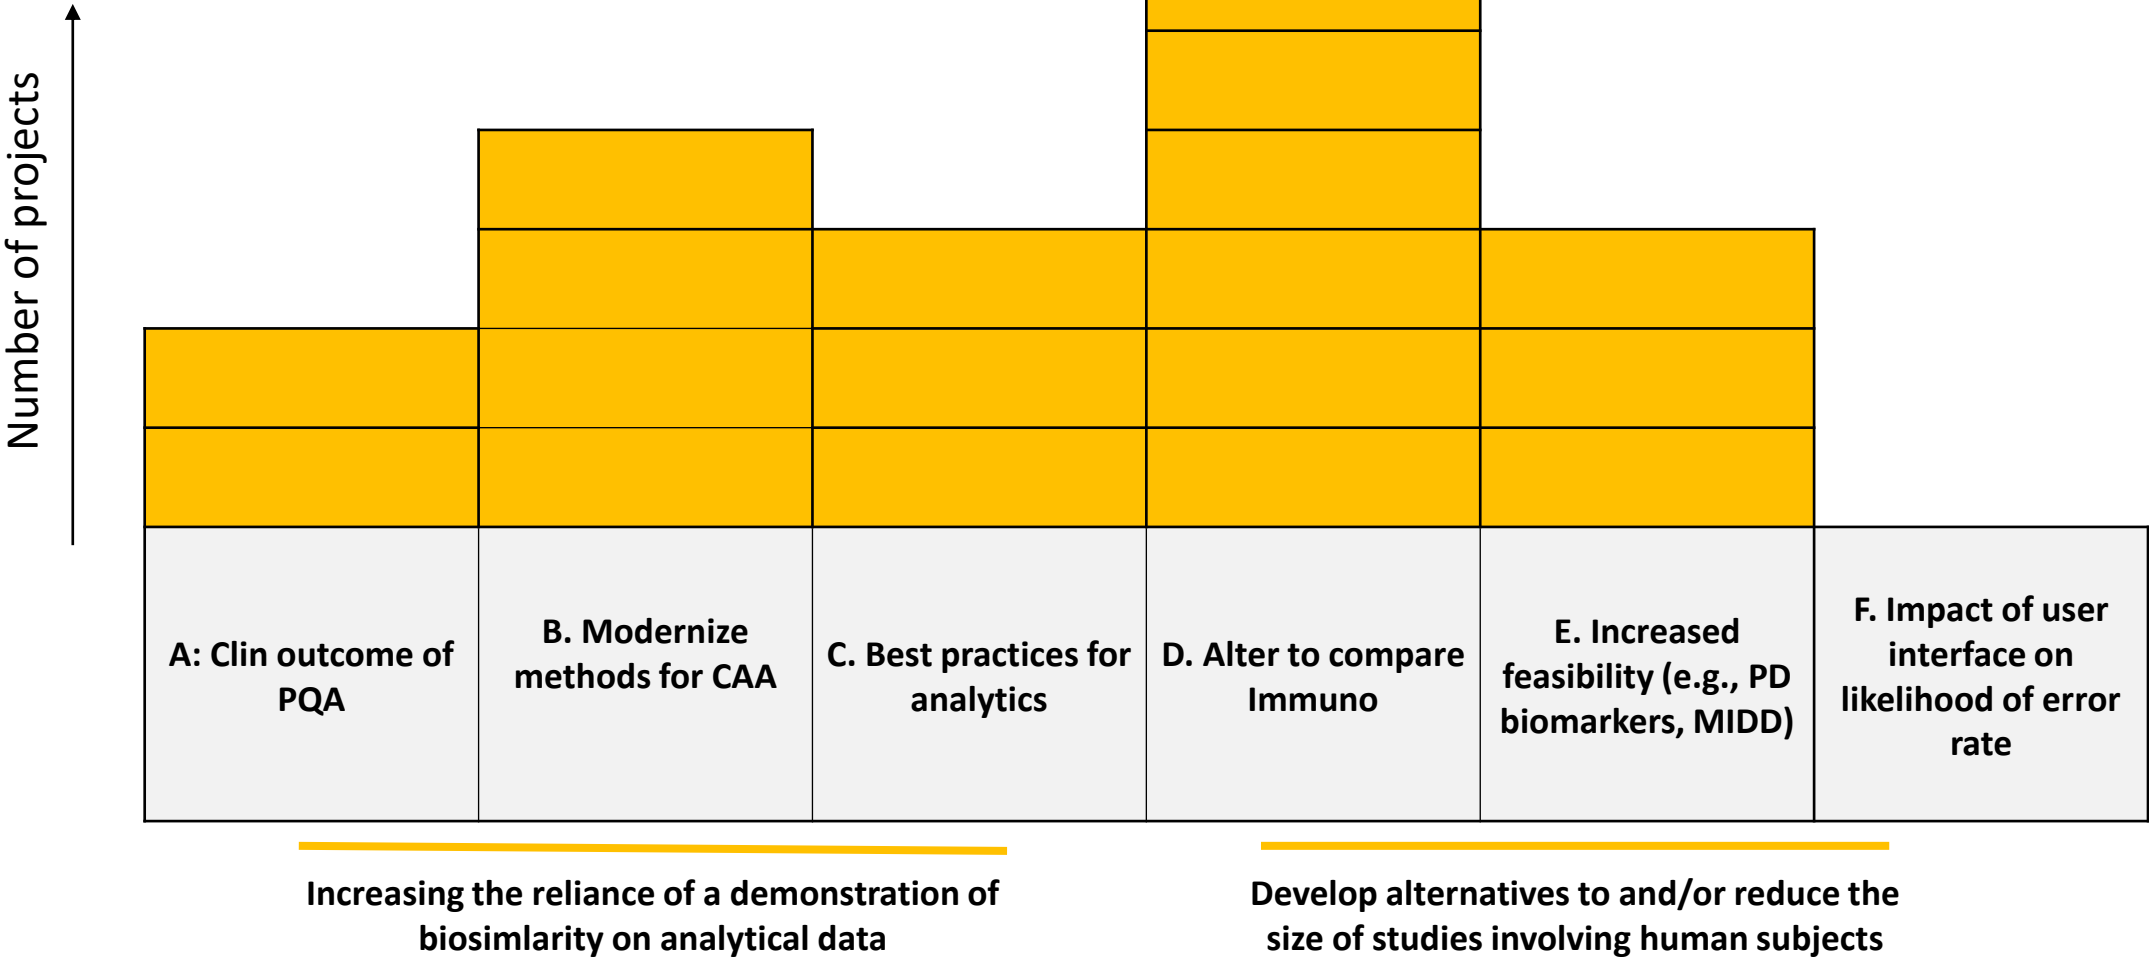 Number of projects
A: Clin outcome of
PQA
B. Modernize
methods for CAA
C. Best practices for
analytics
D. Alter to compare
Immuno
E. Increased
feasibility (e.g., PD
biomarkers, MIDD)
F. Impact of user
interface on
likelihood of error
rate
Increasing the reliance of a demonstration of
biosimlarity on analytical data
Develop alternatives to and/or reduce the
size of studies involving human subjects